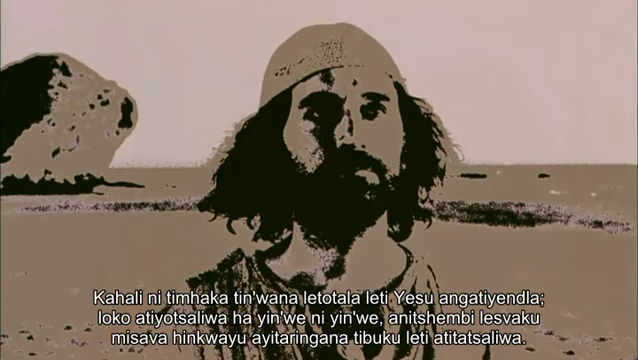 Kahali ni timhaka tin'wana letotala leti Yesu angatiyendla;
loko atiyotsaliwa ha yin'we ni yin'we, anitshembi lesvaku
misava hinkwayu ayitaringana tibuku leti atitatsaliwa.